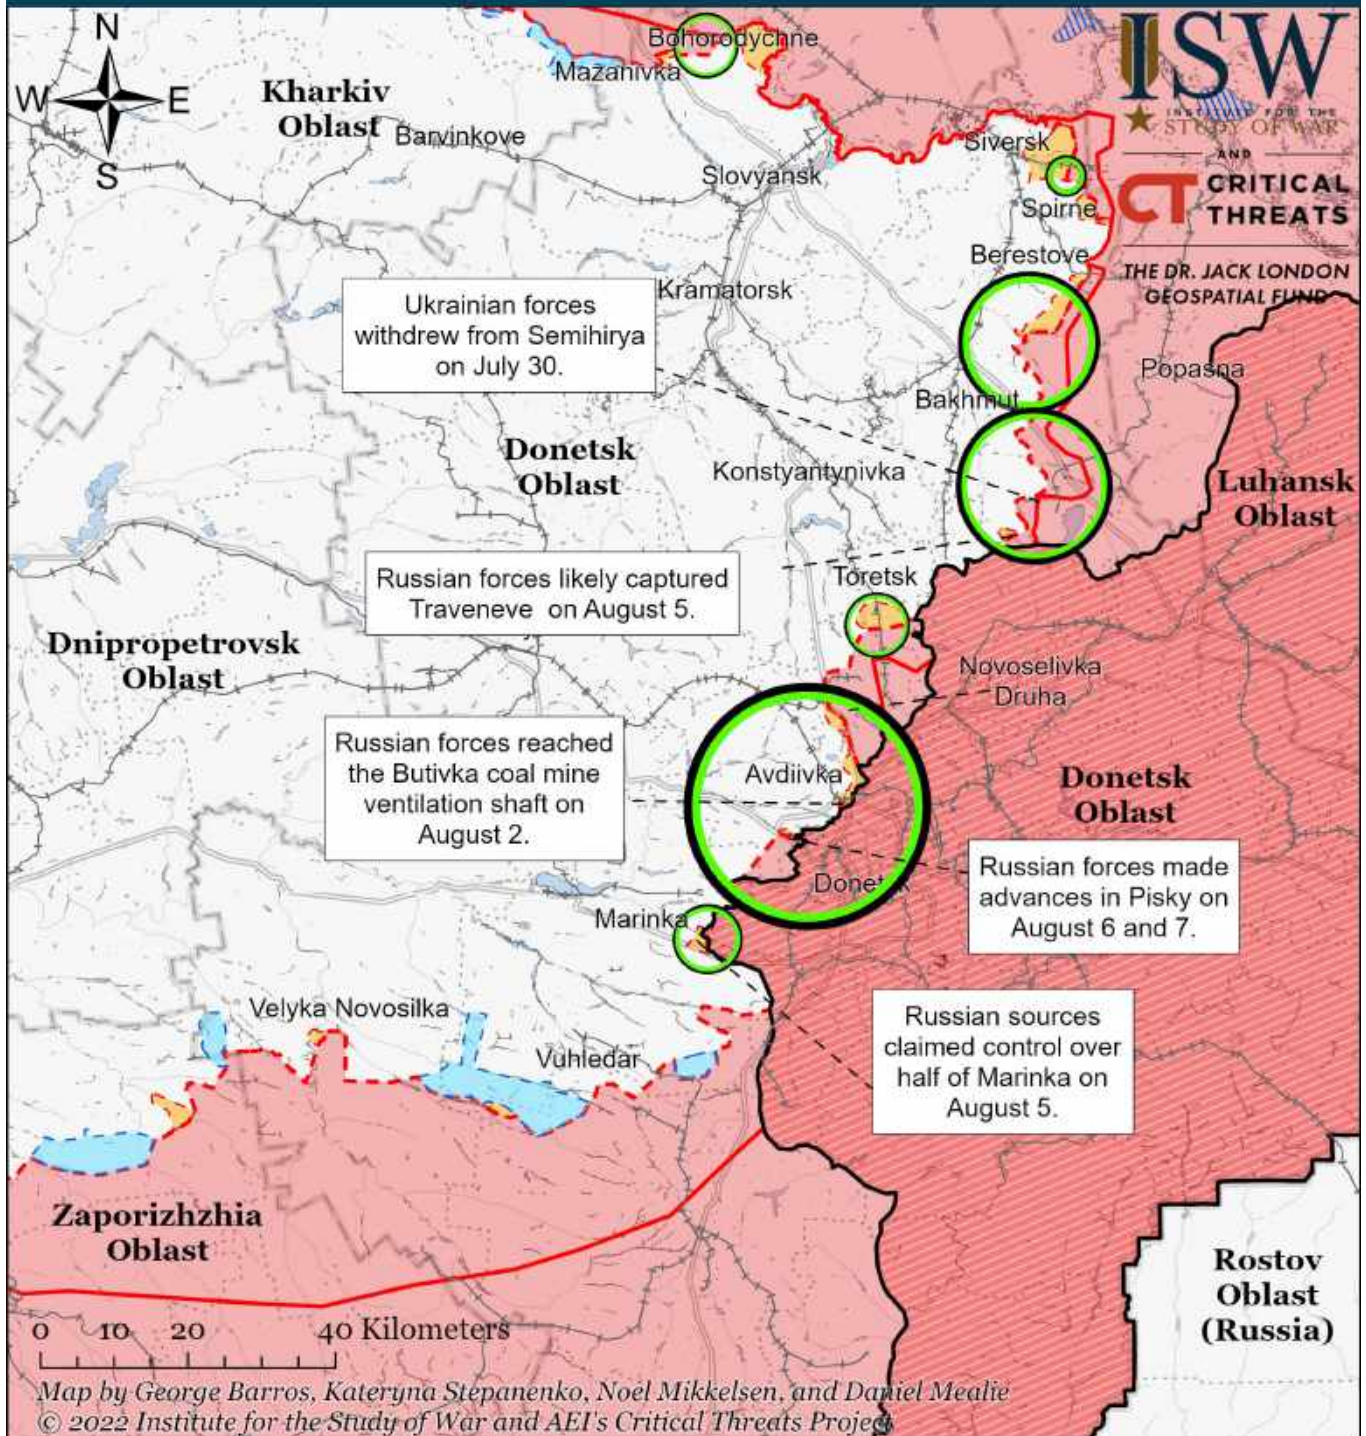 N
W
E
S
Kharkiv
Oblast
Barvinkove
Bohorodychne
Mazanivka
Slovyansk
Siversk
Spirne
Berestove
Kramatorsk
ISW
INSTITUTE FOR THE
STUDY OF WAR
AND
CT CRITICAL
THREATS
THE DR. JACK LONDON
GEOSPATIAL FUND
Ukrainian forces
withdrew from Semihirya
on July 30.
Popasna
Bakhmut
Donetsk
Oblast
Konstyantynivka
Luhansk
Oblast
Russian forces likely captured
Traveneve on August 5.
Toretsk
Dnipropetrovsk
Oblast
Novoselivka
Druha
Russian forces reached
the Butivka coal mine
ventilation shaft on
August 2.
Avdiivka
Donetsk
Oblast
Donetsk
Russian forces made
advances in Pisky on
August 6 and 7.
Marinka
Velyka Novosilka
Vuhledar
Russian sources
claimed control over
half of Marinka on
August 5.
Zaporizhzhia
Oblast
Rostov
Oblast
(Russia)
0 10 20 40 Kilometers
Map by George Barros, Kateryna Stepanenko, Noel Mikkelsen, and Daniel Mealie
© 2022 Institute for the Study of War and AEI's Critical Threats Project